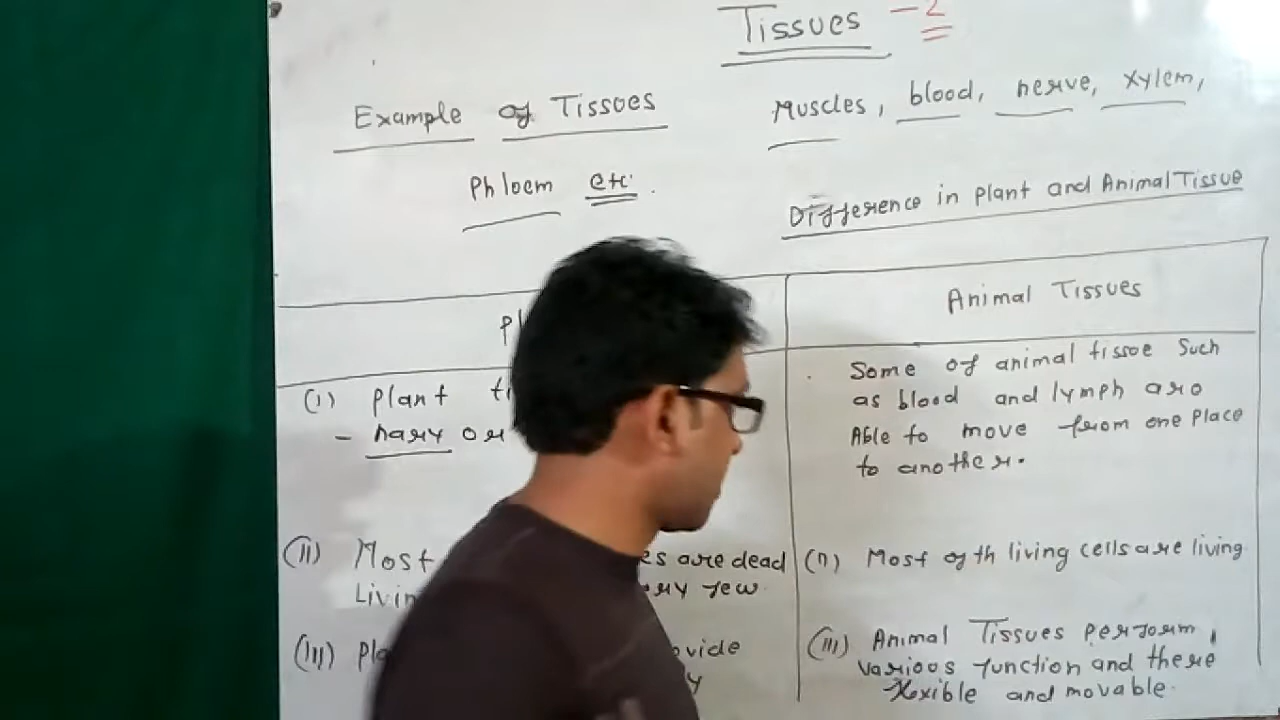 Tissues - 2
Example of Tissues Muscles, blood, nerve, xylem,
Phloem etc.
Difference in plant and Animal Tissue
Animal Tissues
(I) Plant
- nary or
Some of animal tissoe Such
as blood and lymph are
Able to move from one Place
to another.
(II) Most es are dead
Livin ery few
(III) Pla ovide
y
(II) Most of th living cells are living
(III) Animal Tissues perform,
various function and there
flexible and movable.